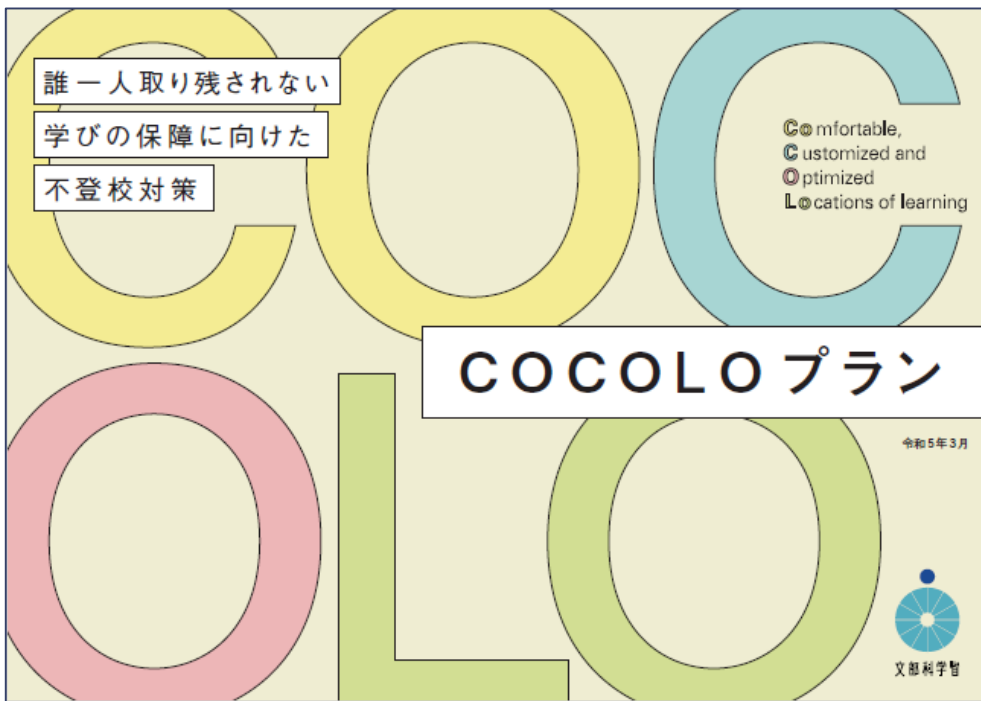 誰一人取り残されない
学びの保障に向けた
不登校対策
Comfortable,
Customized and
Optimized
Locations of learning
COC
COCOLOプラン
OLO
令和5年3月
文部科学省